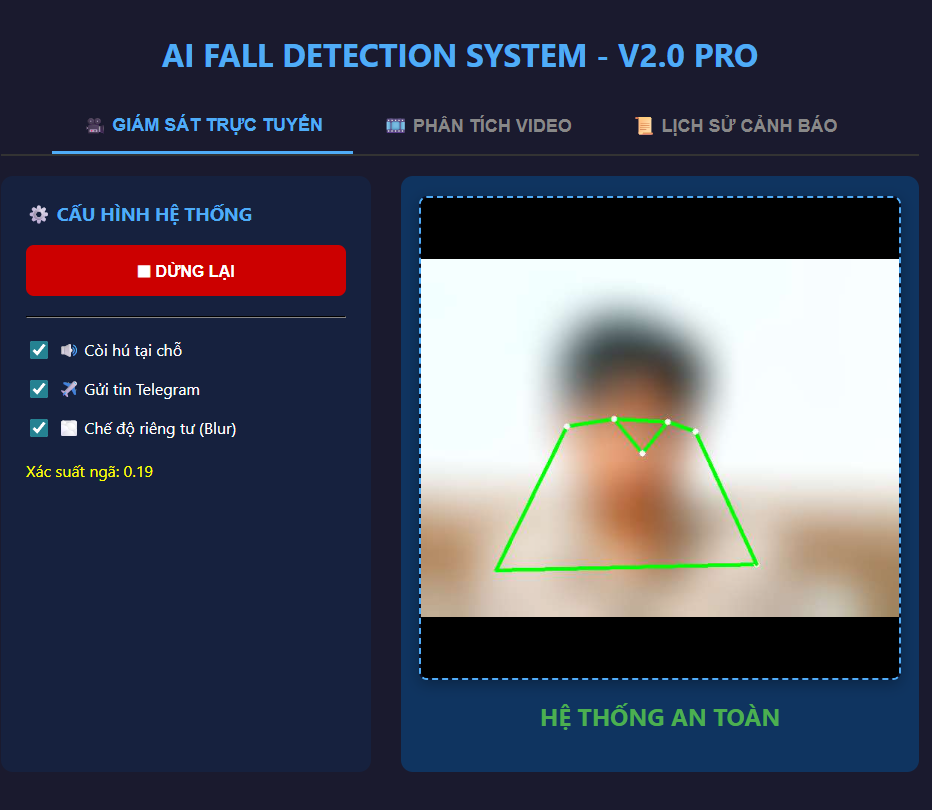 AI FALL DETECTION SYSTEM - V2.0 PRO
GIÁM SÁT TRỰC TUYẾN
PHÂN TÍCH VIDEO
LỊCH SỬ CẢNH BÁO
CẤU HÌNH HỆ THỐNG
DỪNG LẠI
Còi hú tại chỗ
Gửi tin Telegram
Chế độ riêng tư (Blur)
Xác suất ngã: 0.19
HỆ THỐNG AN TOÀN